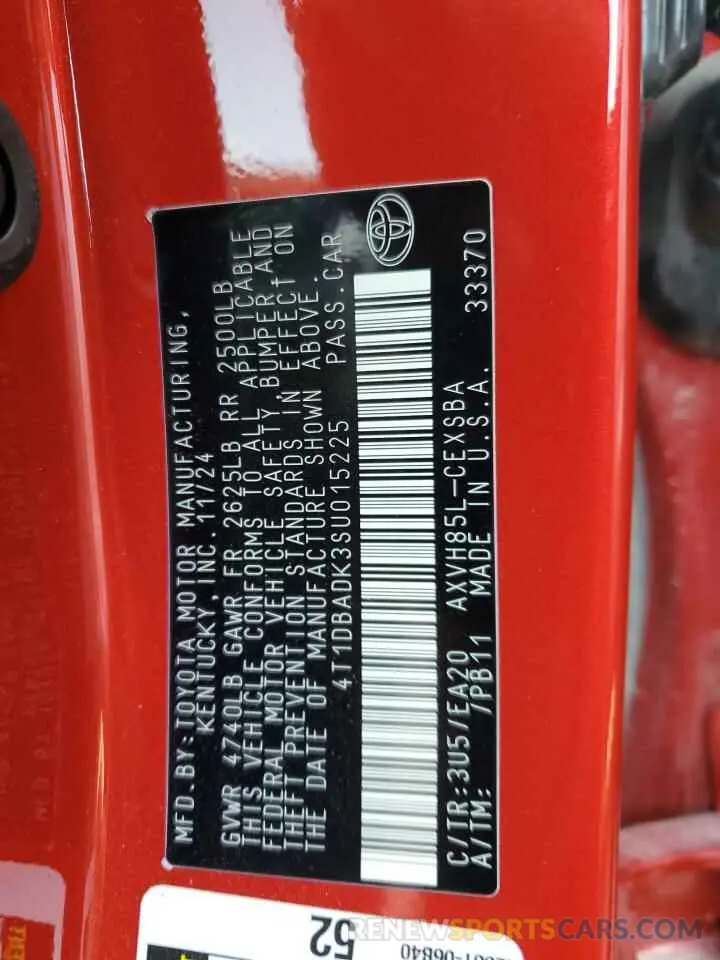 MFD.BY:TOYOTA MOTOR MANUFACTURING,
KENTUCKY,INC.11/24
GVWR 4740LB GAWR FR 2625LB RR 2500LB
THIS VEHICLE CONFORMS TO ALL APPLICABLE
FEDERAL MOTOR VEHICLE SAFETY,BUMPER,AND
THEFT PREVENTION STANDARDS IN EFFECT ON
THE DATE OF MANUFACTURE SHOWN ABOVE.
4T1DBADK3SU015225 PASS.CAR
C/TR:3U5/EA20 AXVH85L-CEXSBA
A/TM: /PB11 MADE IN U.S.A. 33370
52
06B40
RENEWSPORTSCARS.COM